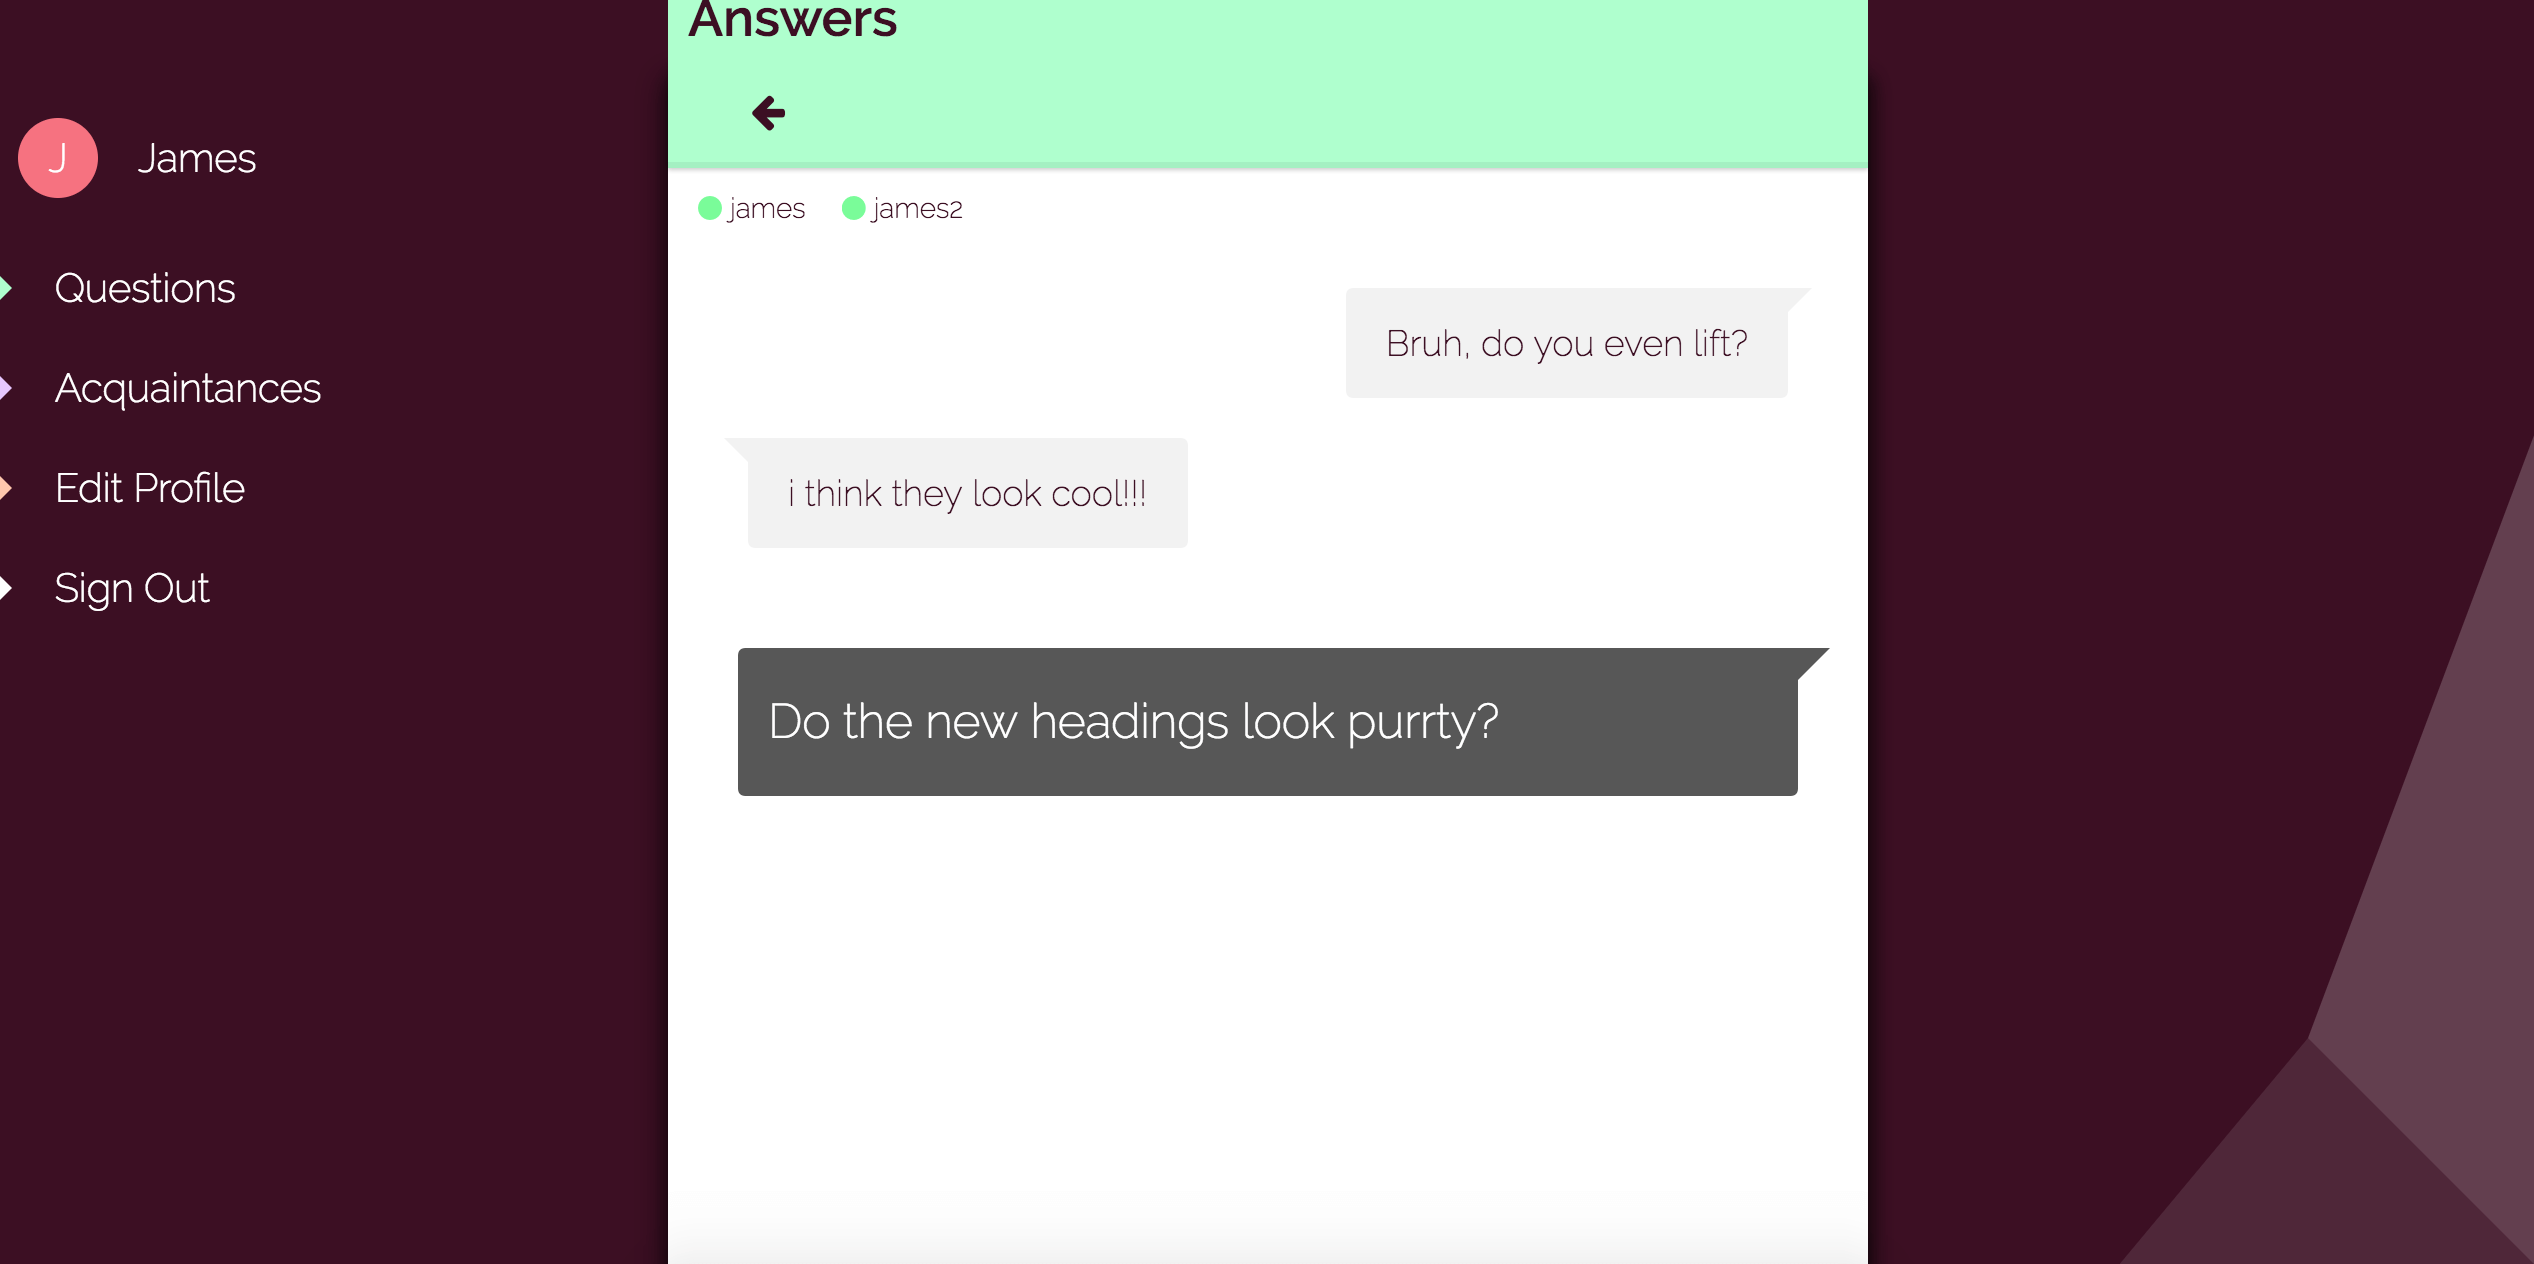 Answers
J
James
Questions
Acquaintances
Edit Profile
Sign Out
james
james2
Bruh, do you even lift?
i think they look cool!!!
Do the new headings look purrty?